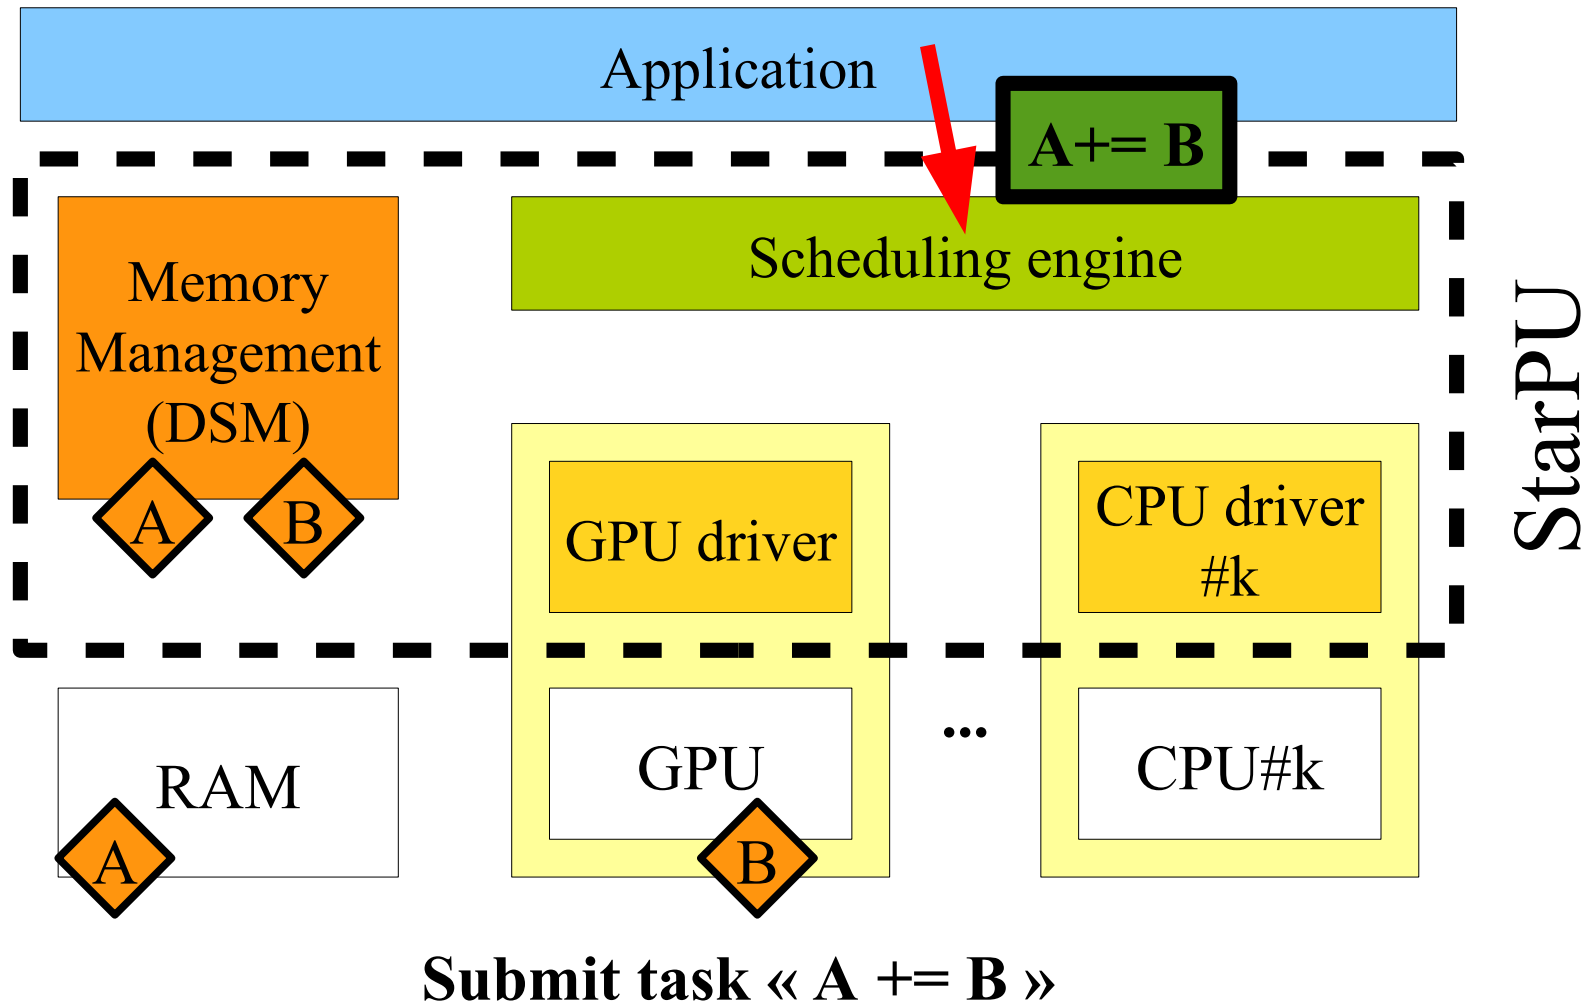 Application
A+= B
Memory
Management
(DSM)
A
B
Scheduling engine
GPU driver
CPU driver
#k
StarPU
RAM
A
GPU
B
...
CPU#k
Submit task « A += B »